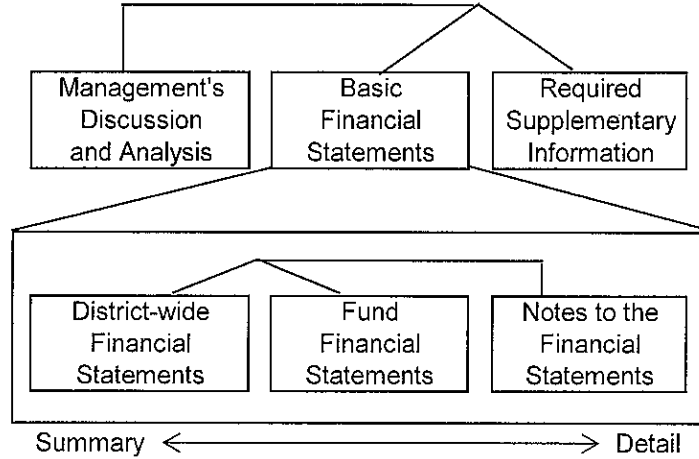 Management's
Discussion
and Analysis
Basic
Financial
Statements
Required
Supplementary
Information
District-wide
Financial
Statements
Fund
Financial
Statements
Notes to the
Financial
Statements
Summary
Detail